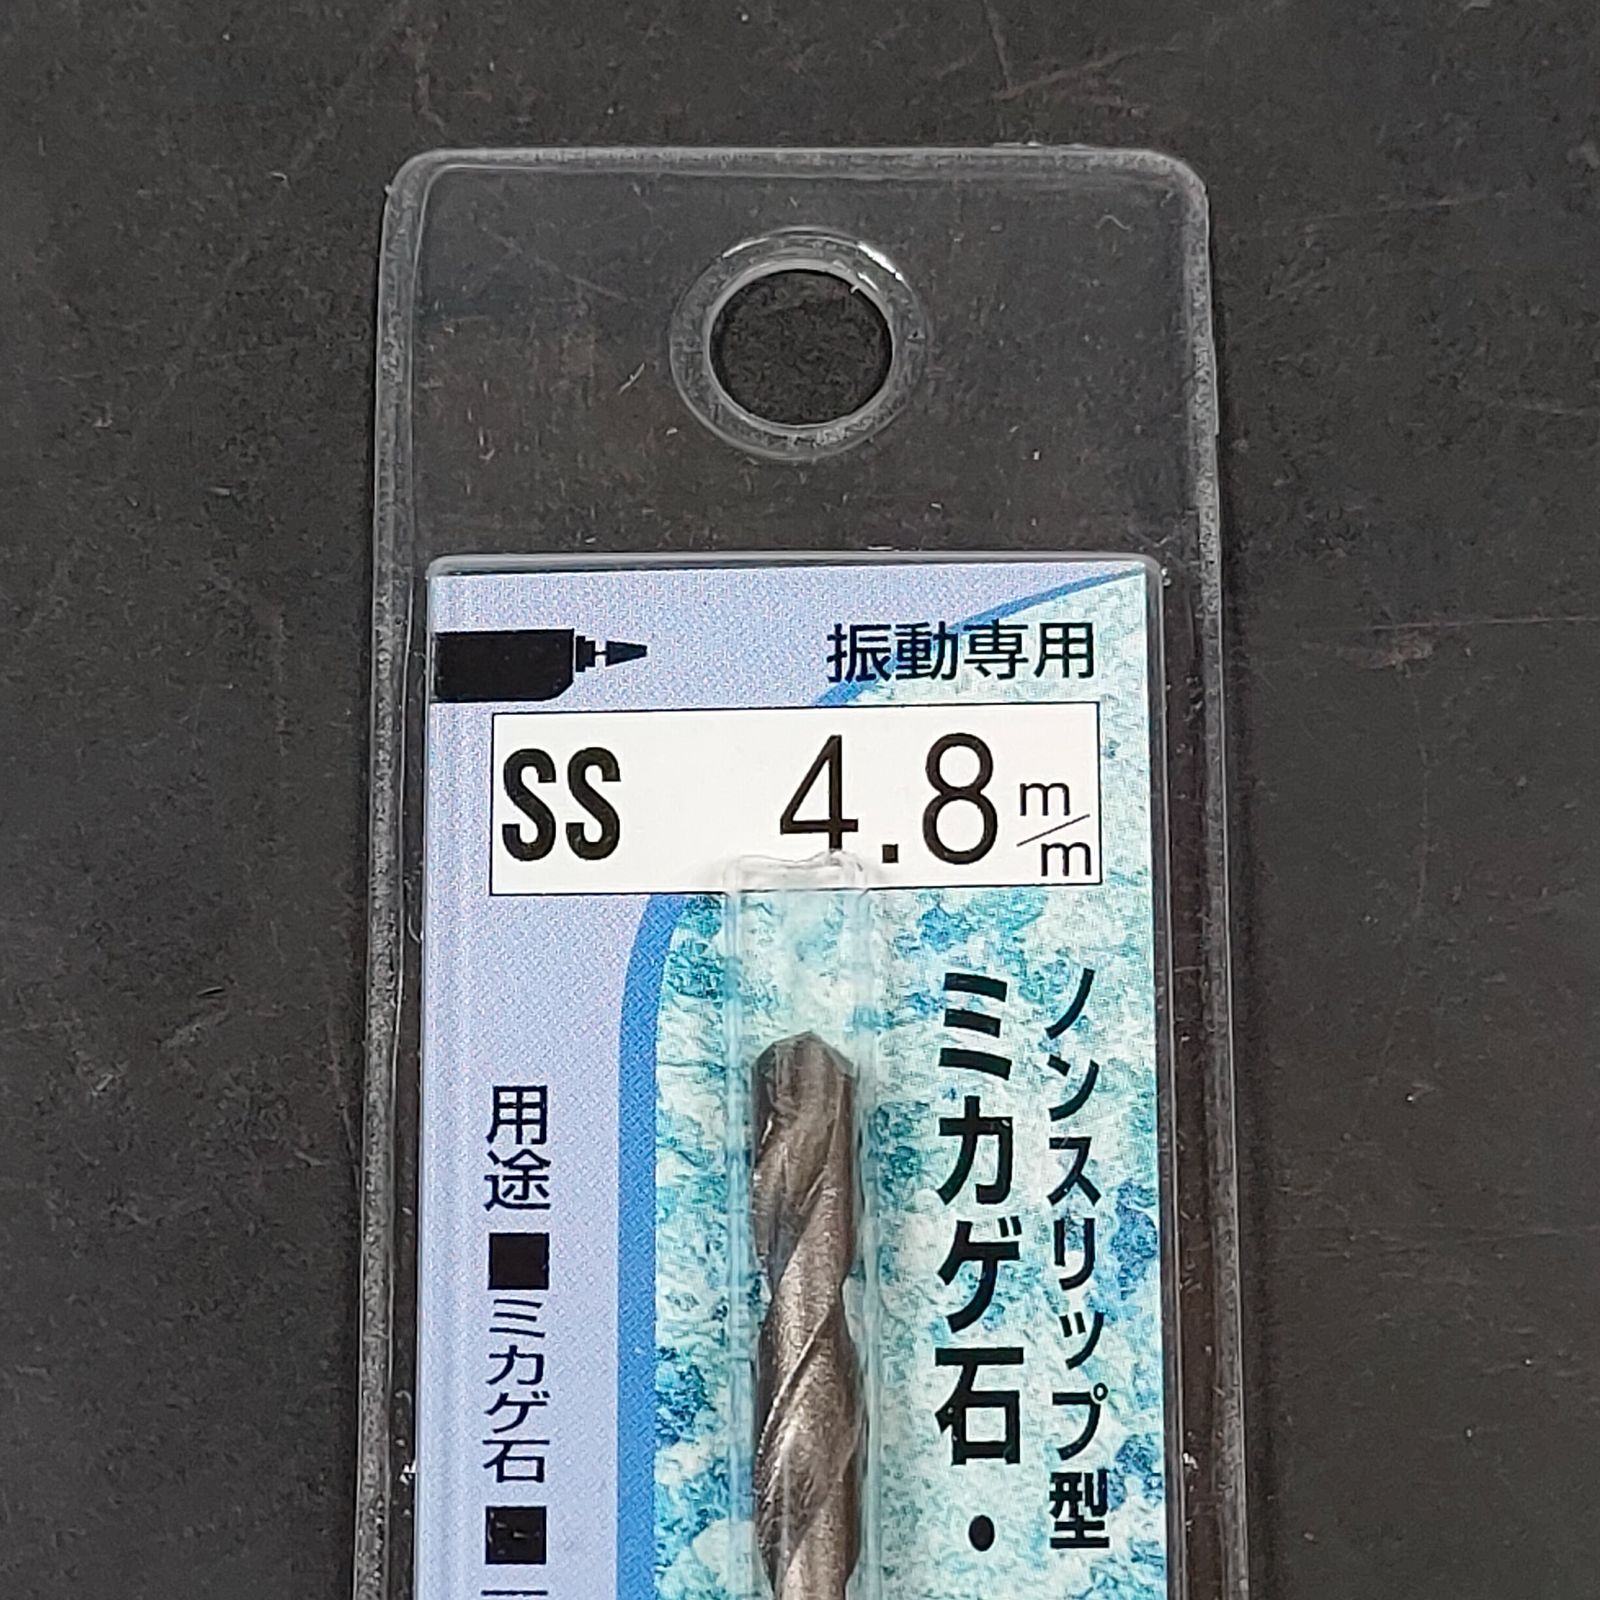 振動専用
SS 4.8 m/m
ノンスリップ型
ミカゲ石・
用途■ミカゲ石■